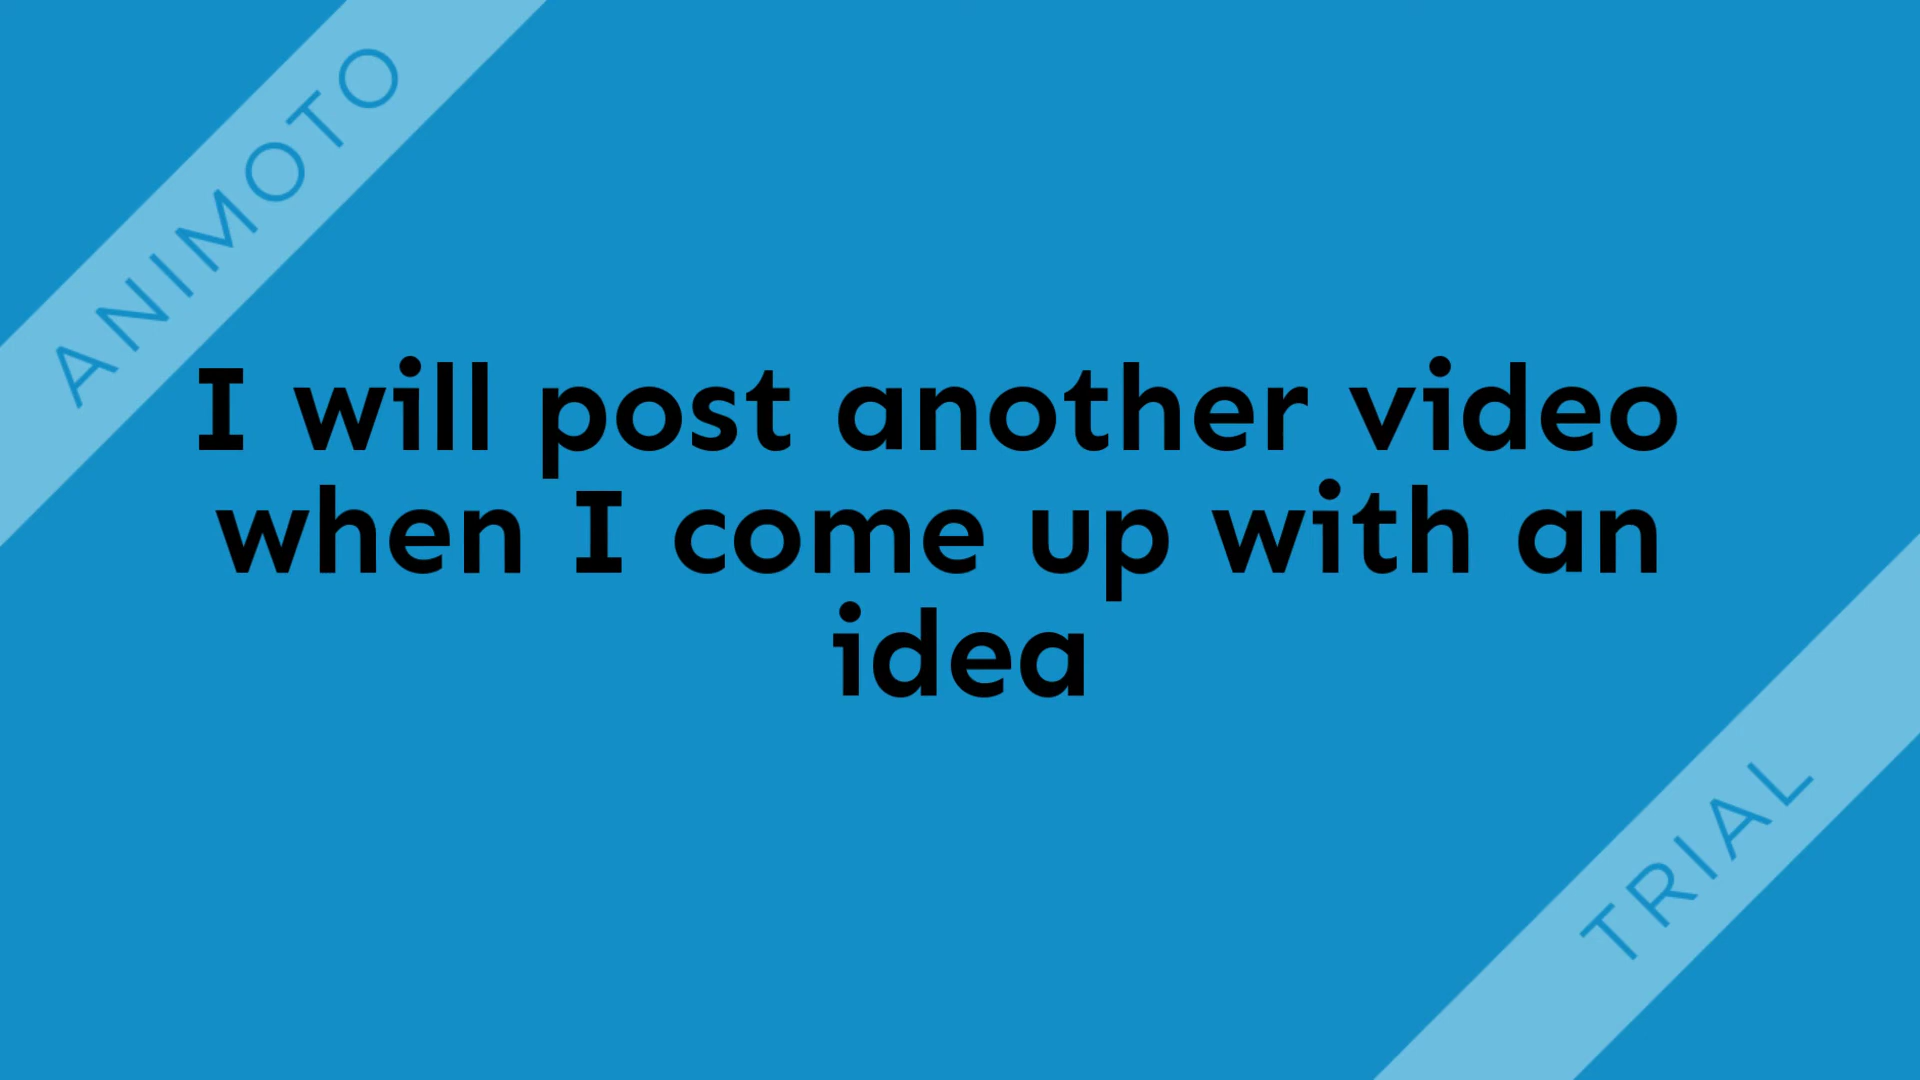 ANIMOTO
I will post another video
when I come up with an
idea
TRIAL